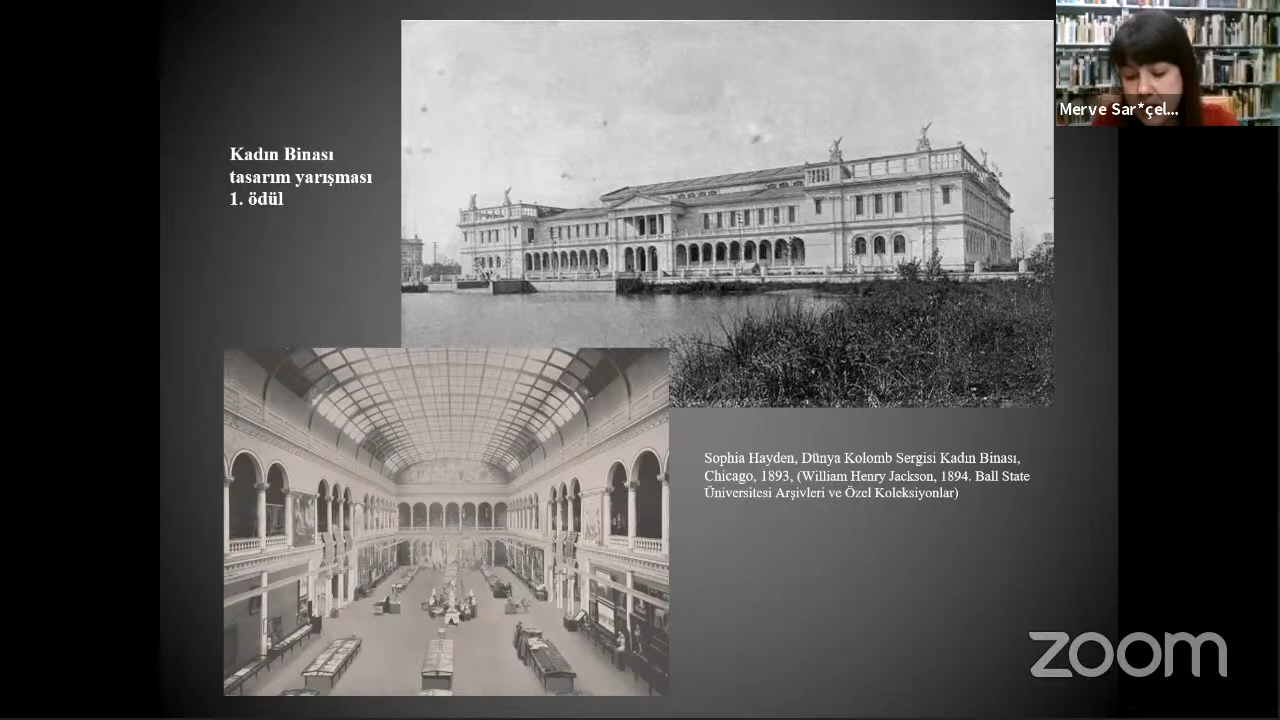 Merve Sar*çel...
Kadın Binası
tasarım yarışması
1. ödül
Sophia Hayden, Dünya Kolomb Sergisi Kadın Binası,
Chicago, 1893, (William Henry Jackson, 1894. Ball State
Üniversitesi Arşivleri ve Özel Koleksiyonlar)
zoom